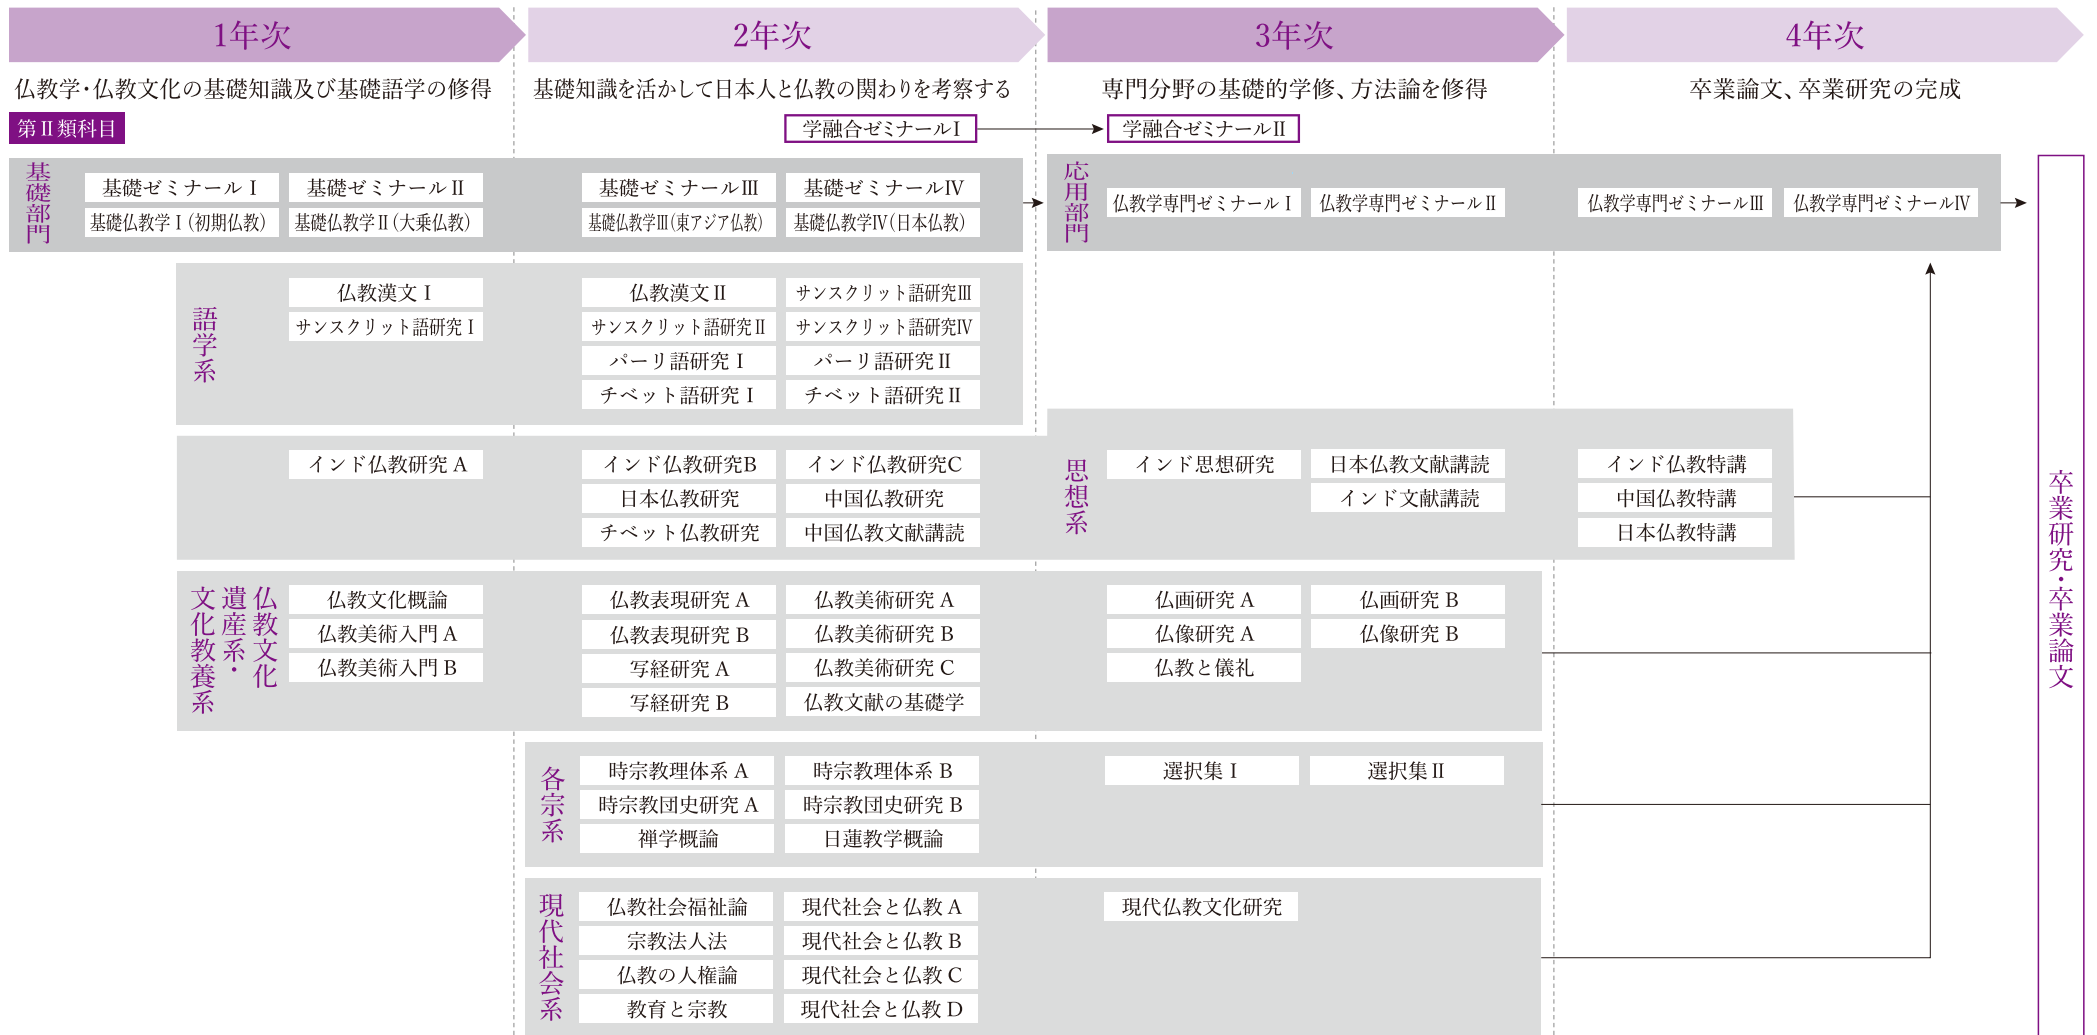 1年次
2年次
3年次
4年次
仏教学・仏教文化の基礎知識及び基礎語学の修得
基礎知識を活かして日本人と仏教の関わりを考察する
専門分野の基礎的学修、方法論を修得
卒業論文、卒業研究の完成
第Ⅱ類科目
学融合ゼミナールⅠ
学融合ゼミナールⅡ
基礎部門
基礎ゼミナールⅠ
基礎ゼミナールⅡ
基礎ゼミナールⅢ
基礎ゼミナールⅣ
基礎仏教学Ⅰ(初期仏教)
基礎仏教学Ⅱ(大乗仏教)
基礎仏教学Ⅲ(東アジア仏教)
基礎仏教学Ⅳ(日本仏教)
応用部門
仏教学専門ゼミナールⅠ
仏教学専門ゼミナールⅡ
仏教学専門ゼミナールⅢ
仏教学専門ゼミナールⅣ
語学系
仏教漢文Ⅰ
仏教漢文Ⅱ
サンスクリット語研究Ⅲ
サンスクリット語研究Ⅰ
サンスクリット語研究Ⅱ
サンスクリット語研究Ⅳ
パーリ語研究Ⅰ
パーリ語研究Ⅱ
チベット語研究Ⅰ
チベット語研究Ⅱ
思想系
インド仏教研究 A
インド仏教研究B
インド仏教研究C
インド思想研究
日本仏教文献講読
インド仏教特講
日本仏教研究
中国仏教研究
インド文献講読
中国仏教特講
チベット仏教研究
中国仏教文献講読
日本仏教特講
仏教文化
遺産系・
文化教養系
仏教文化概論
仏教表現研究 A
仏教美術研究 A
仏画研究 A
仏画研究 B
仏教美術入門 A
仏教表現研究 B
仏教美術研究 B
仏像研究 A
仏像研究 B
仏教美術入門 B
写経研究 A
仏教美術研究 C
仏教と儀礼
写経研究 B
仏教文献の基礎学
各宗系
時宗教理体系 A
時宗教理体系 B
選択集Ⅰ
選択集Ⅱ
時宗教団史研究 A
時宗教団史研究 B
禅学概論
日蓮教学概論
現代社会系
仏教社会福祉論
現代社会と仏教 A
現代仏教文化研究
宗教法人法
現代社会と仏教 B
仏教の人権論
現代社会と仏教 C
教育と宗教
現代社会と仏教 D
卒業研究・卒業論文